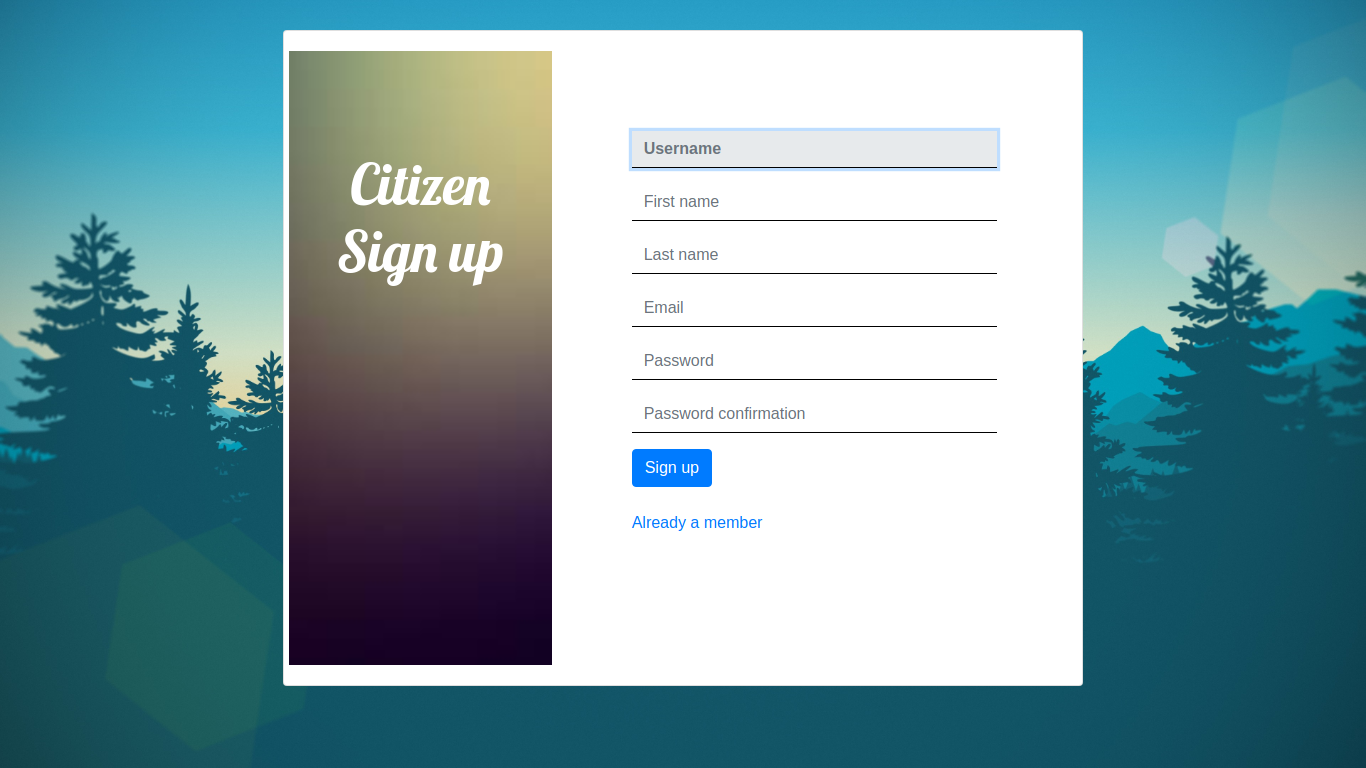 Citizen
Sign up
Username
First name
Last name
Email
Password
Password confirmation
Sign up
Already a member